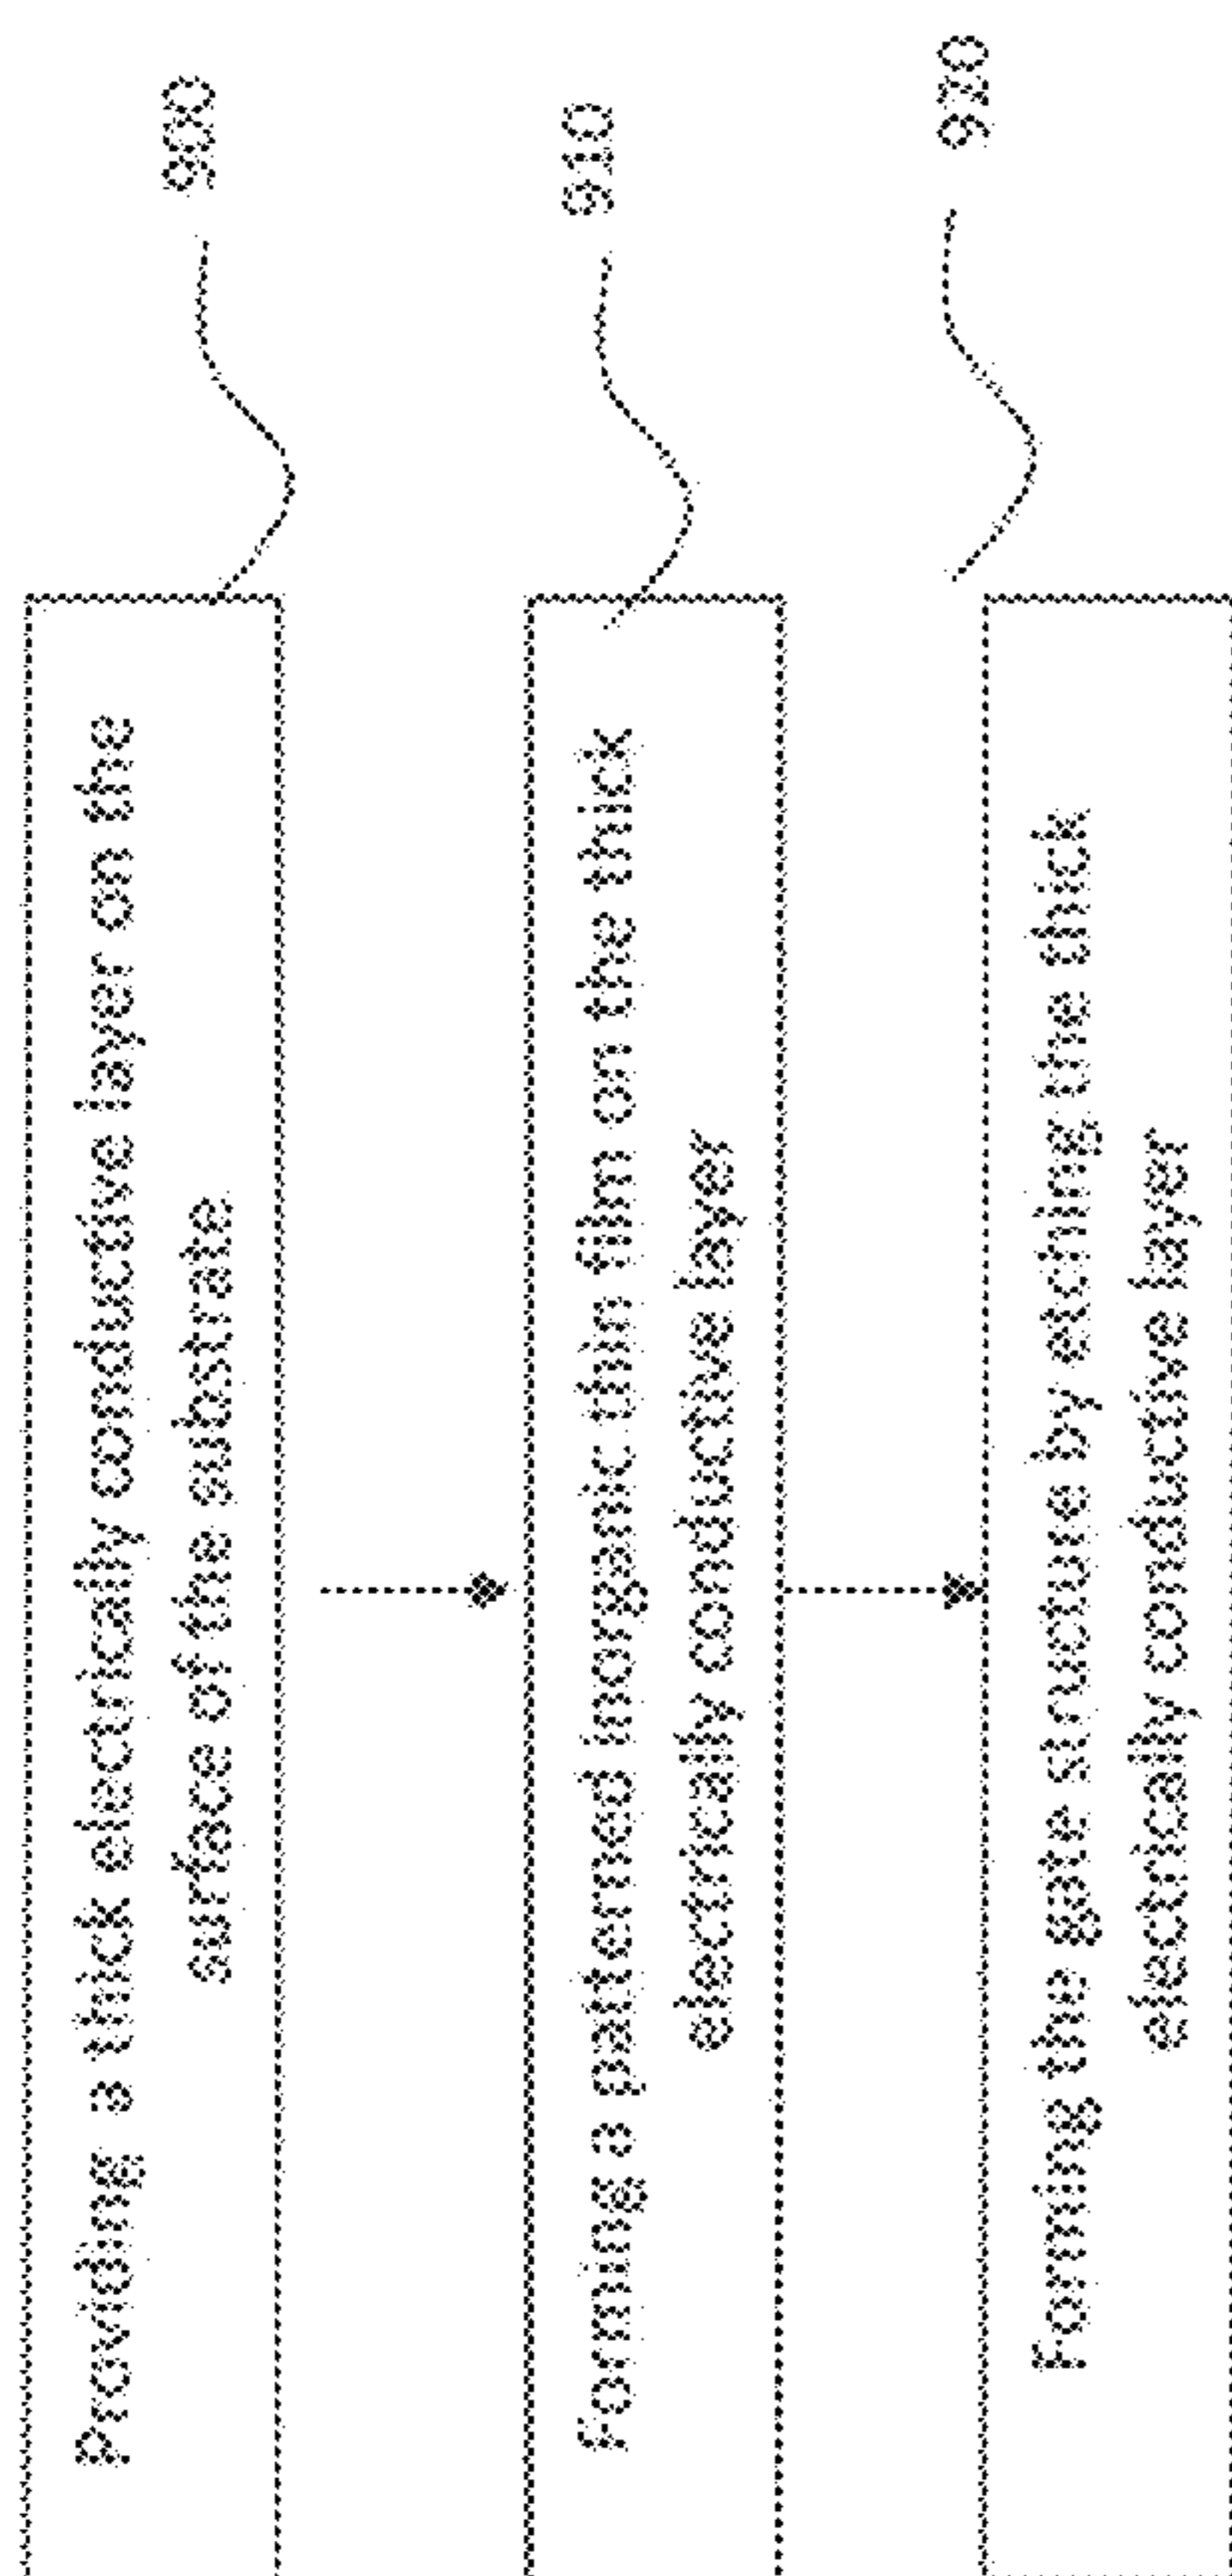 Providing a thick electrically conductive layer on the
surface of the substrate
900
Forming a patterned inorganic thin film on the thick
electrically conductive layer
910
Forming the gate structure by etching the thick
electrically conductive layer
920